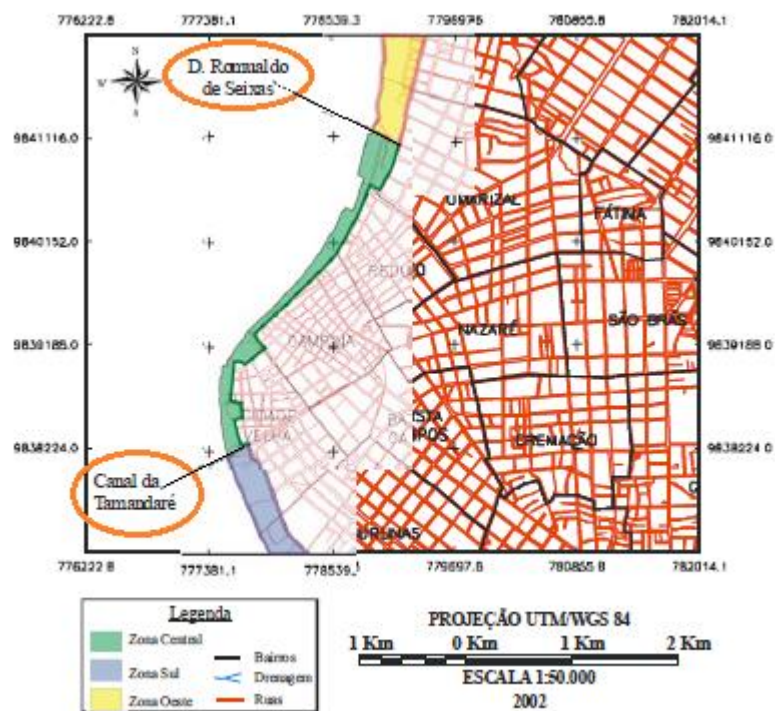 776222.8 777381.1 778539.3 779697.6 780855.8 782014.1
D. Romualdo
de Seixas
9841116.0 9841116.0
UMARIZAL
FÁTINA
9840152.0 9840152.0
REDUTO
NAZARÉ
SÃO BRÁS
9839188.0 9839188.0
CAMPINA
CIDADE
VELHA
CREMAÇÃO
9838224.0 9838224.0
Canal da
Tamandaré
776222.8 777381.1 778539.3 779697.6 780855.8 782014.1
Legenda
Zona Central
Zona Sul
Zona Oeste
Bairros
Drenagem
Ruas
PROJEÇÃO UTM/WGS 84
1 Km 0 Km 1 Km 2 Km
ESCALA 1:50.000
2002